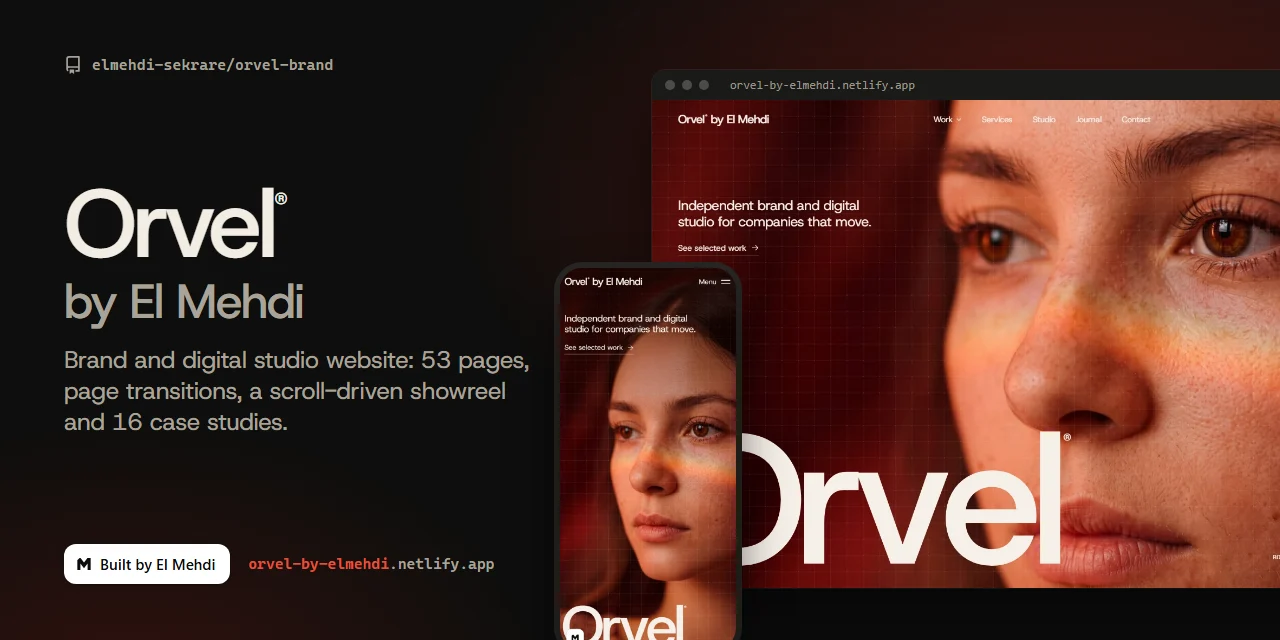 elmehdi-sekrare/orvel-brand
Orvel®
by El Mehdi
Brand and digital studio website: 53 pages,
page transitions, a scroll-driven showreel
and 16 case studies.
M Built by El Mehdi
orvel-by-elmehdi.netlify.app
orvel-by-elmehdi.netlify.app
Orvel® by El Mehdi
Work
Services
Studio
Journal
Contact
Independent brand and digital
studio for companies that move.
See selected work →
Orvel®
Orvel® by El Mehdi
Menu
Independent brand and digital
studio for companies that move.
See selected work →
Orvel
M